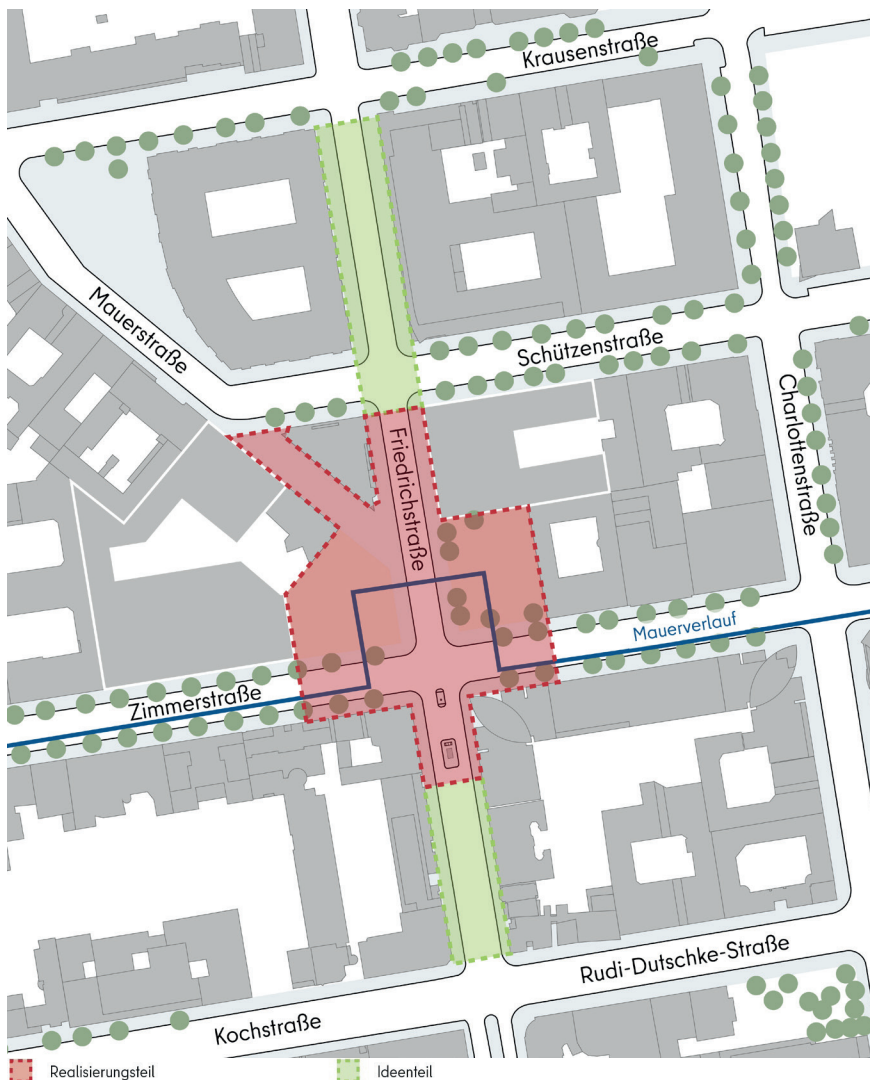 Krausenstraße
Mauerstraße
Schützenstraße
Charlottenstraße
Friedrichstraße
Mauerverlauf
Zimmerstraße
Rudi-Dutschke-Straße
Kochstraße
Realisierungsteil
Ideenteil